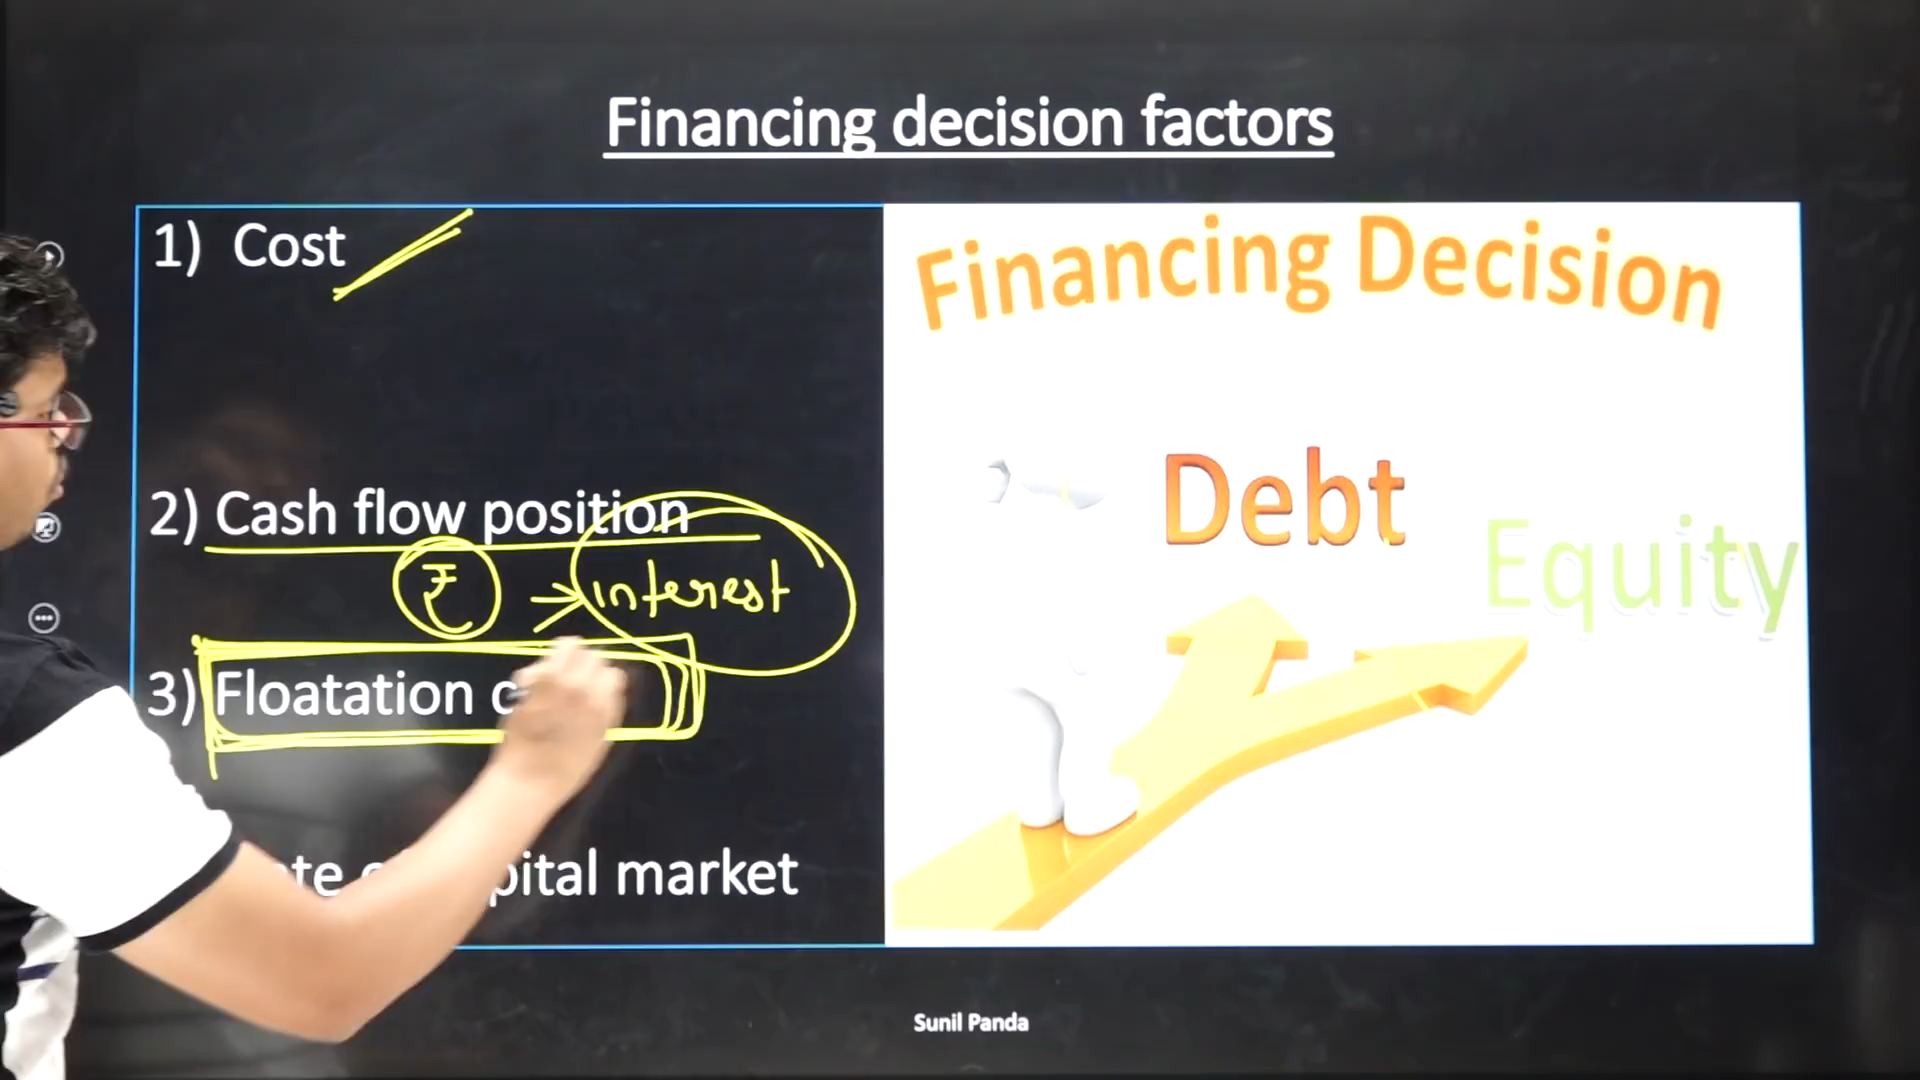 Financing decision factors
1) Cost
2) Cash flow position
₹ interest
3) Floatation
market
Financing Decision
Debt
Equity
Sunil Panda